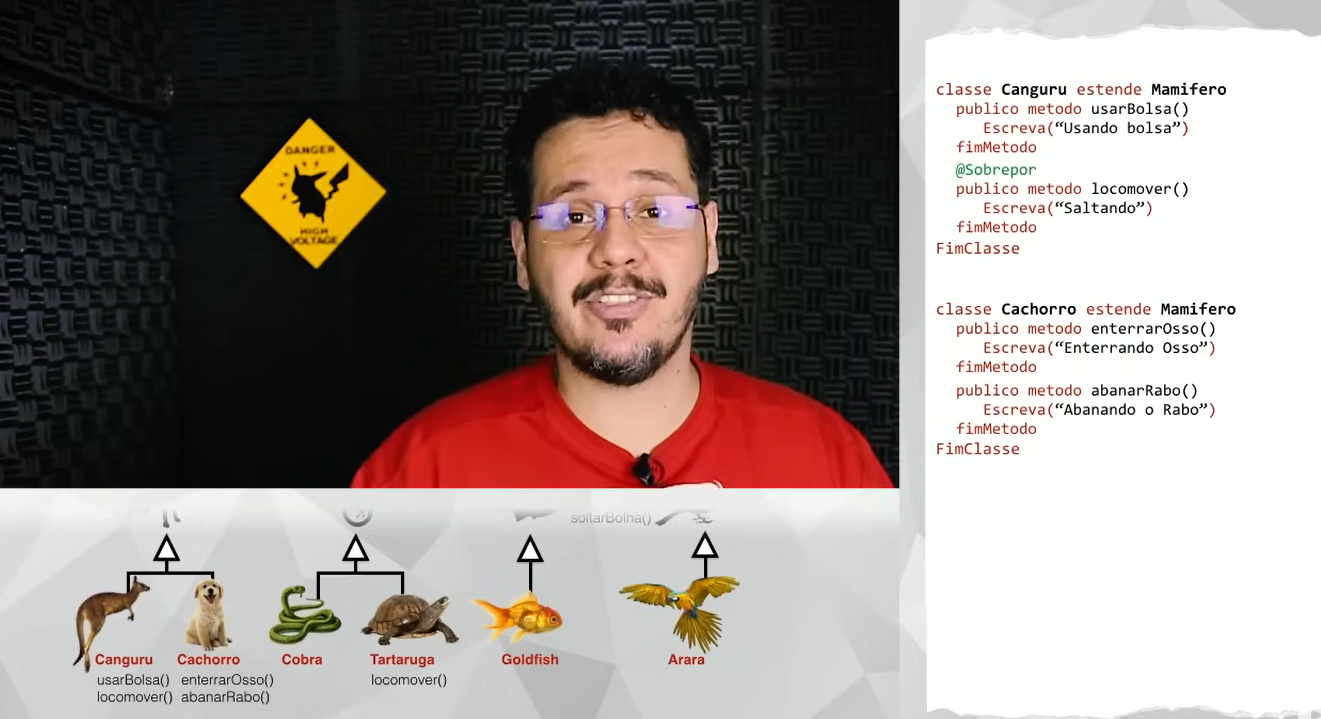 DANGER
HIGH
VOLTAGE
classe Canguru estende Mamifero
publico metodo usarBolsa()
Escreva(“Usando bolsa”)
fimMetodo
@Sobrepor
publico metodo locomover()
Escreva(“Saltando”)
fimMetodo
FimClasse
classe Cachorro estende Mamifero
publico metodo enterrarOsso()
Escreva(“Enterrando Osso”)
fimMetodo
publico metodo abanarRabo()
Escreva(“Abanando o Rabo”)
fimMetodo
FimClasse
soltarBolha()
Canguru
usarBolsa()
locomover()
Cachorro
enterrarOsso()
abanarRabo()
Cobra
Tartaruga
locomover()
Goldfish
Arara